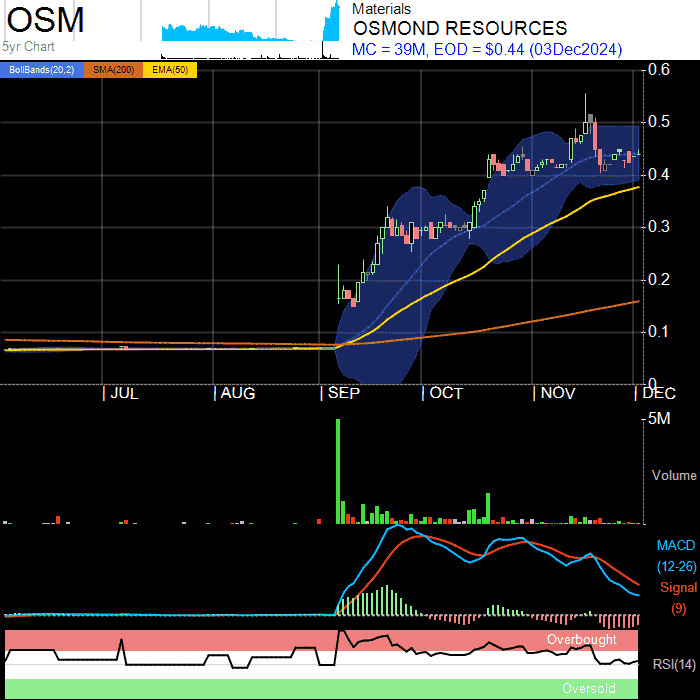 OSM
5yr Chart
Materials
OSMOND RESOURCES
MC = 39M, EOD = $0.44 (03Dec2024)
BollBands(20,2) SMA(200) EMA(50)
0.6
0.5
0.4
0.3
0.2
0.1
0
JUL AUG SEP OCT NOV DEC
5M
Volume
MACD
(12-26)
Signal
(9)
Overbought
RSI(14)
Oversold